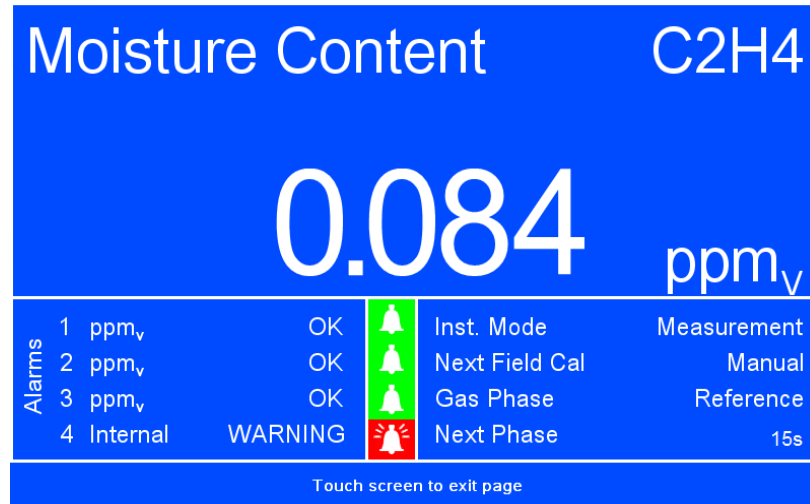 Moisture Content C2H4
0.084 ppmv
Alarms
1 ppmv OK
2 ppmv OK
3 ppmv OK
4 Internal WARNING
Inst. Mode Measurement
Next Field Cal Manual
Gas Phase Reference
Next Phase 15s
Touch screen to exit page